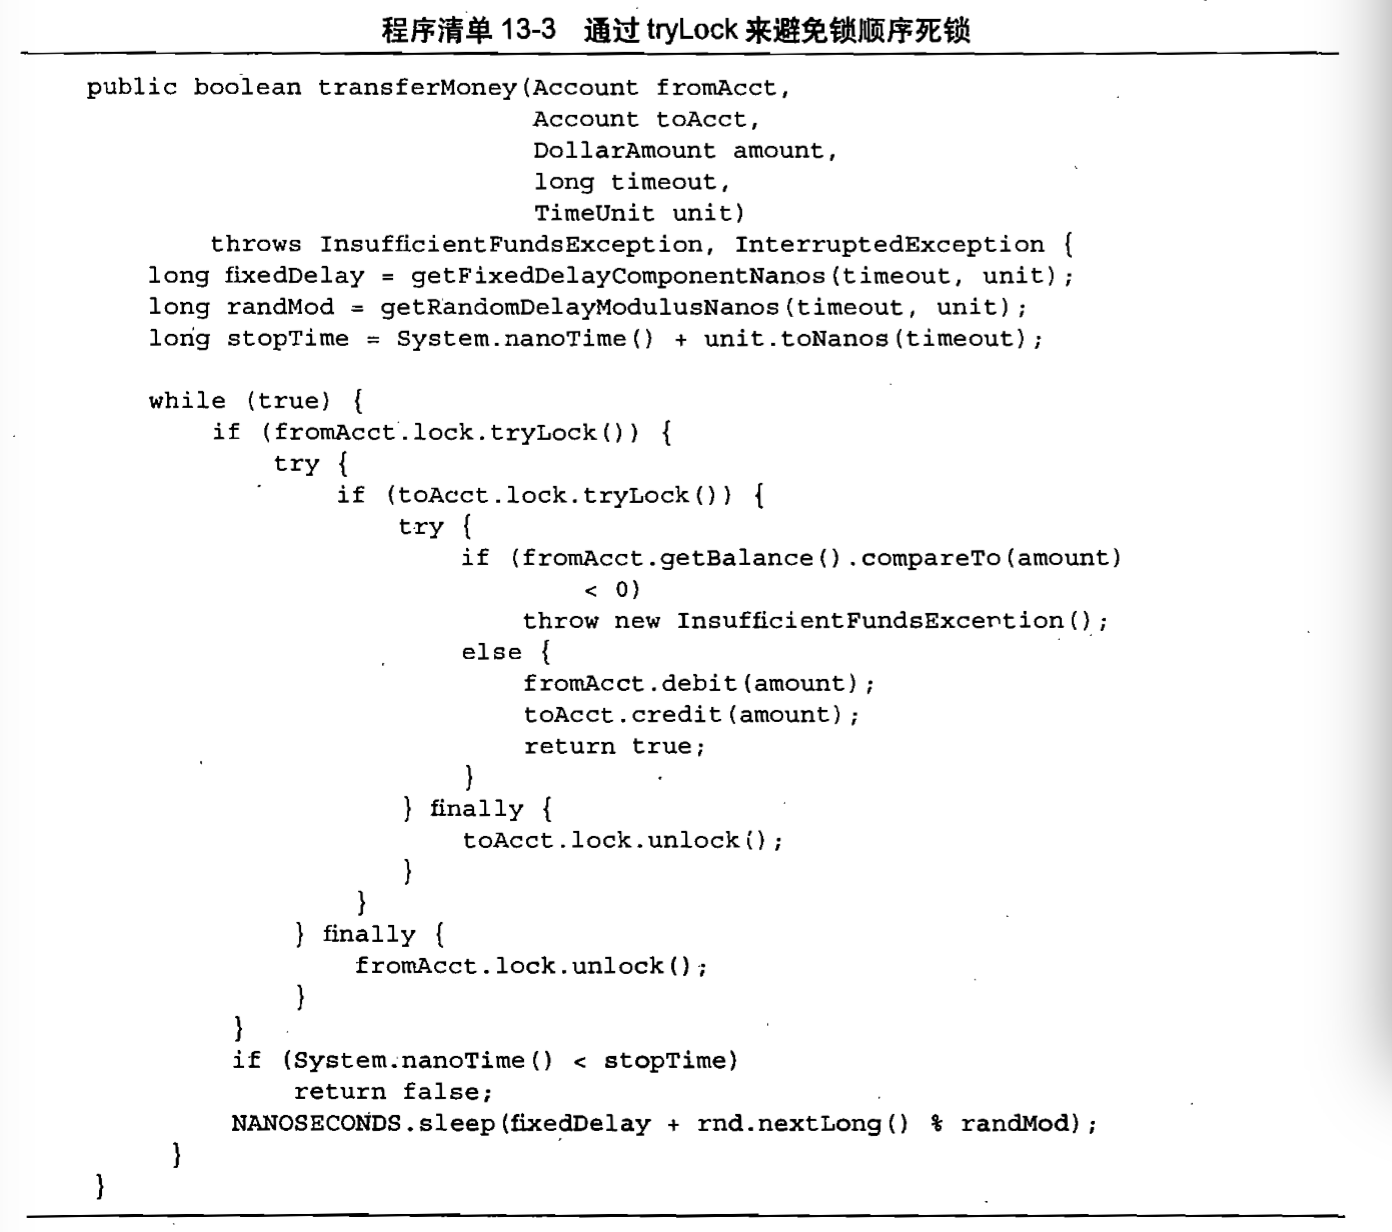 程序清单 13-3 通过 tryLock 来避免锁顺序死锁
public boolean transferMoney(Account fromAcct,
                             Account toAcct,
                             DollarAmount amount,
                             long timeout,
                             TimeUnit unit)
        throws InsufficientFundsException, InterruptedException {
    long fixedDelay = getFixedDelayComponentNanos(timeout, unit);
    long randMod = getRandomDelayModulusNanos(timeout, unit);
    long stopTime = System.nanoTime() + unit.toNanos(timeout);
    while (true) {
        if (fromAcct.lock.tryLock()) {
            try {
                if (toAcct.lock.tryLock()) {
                    try {
                        if (fromAcct.getBalance().compareTo(amount)
                                < 0)
                            throw new InsufficientFundsException();
                        else {
                            fromAcct.debit(amount);
                            toAcct.credit(amount);
                            return true;
                        }
                    } finally {
                        toAcct.lock.unlock();
                    }
                }
            } finally {
                fromAcct.lock.unlock();
            }
        }
        if (System.nanoTime() < stopTime)
            return false;
        NANOSECONDS.sleep(fixedDelay + rnd.nextLong() % randMod);
    }
}